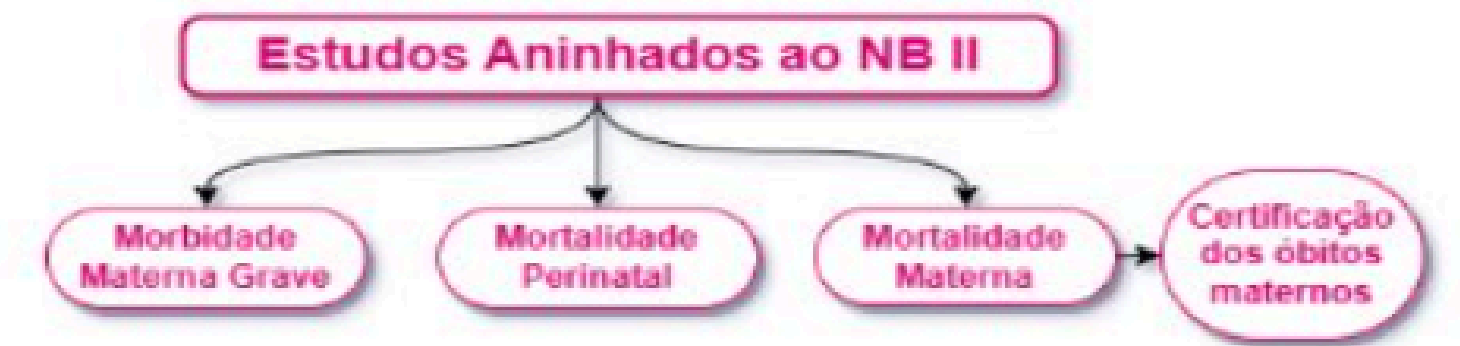 Estudos Aninhados ao NB II
Morbidade
Materna Grave
Mortalidade
Perinatal
Mortalidade
Materna
Certificação
dos óbitos
maternos